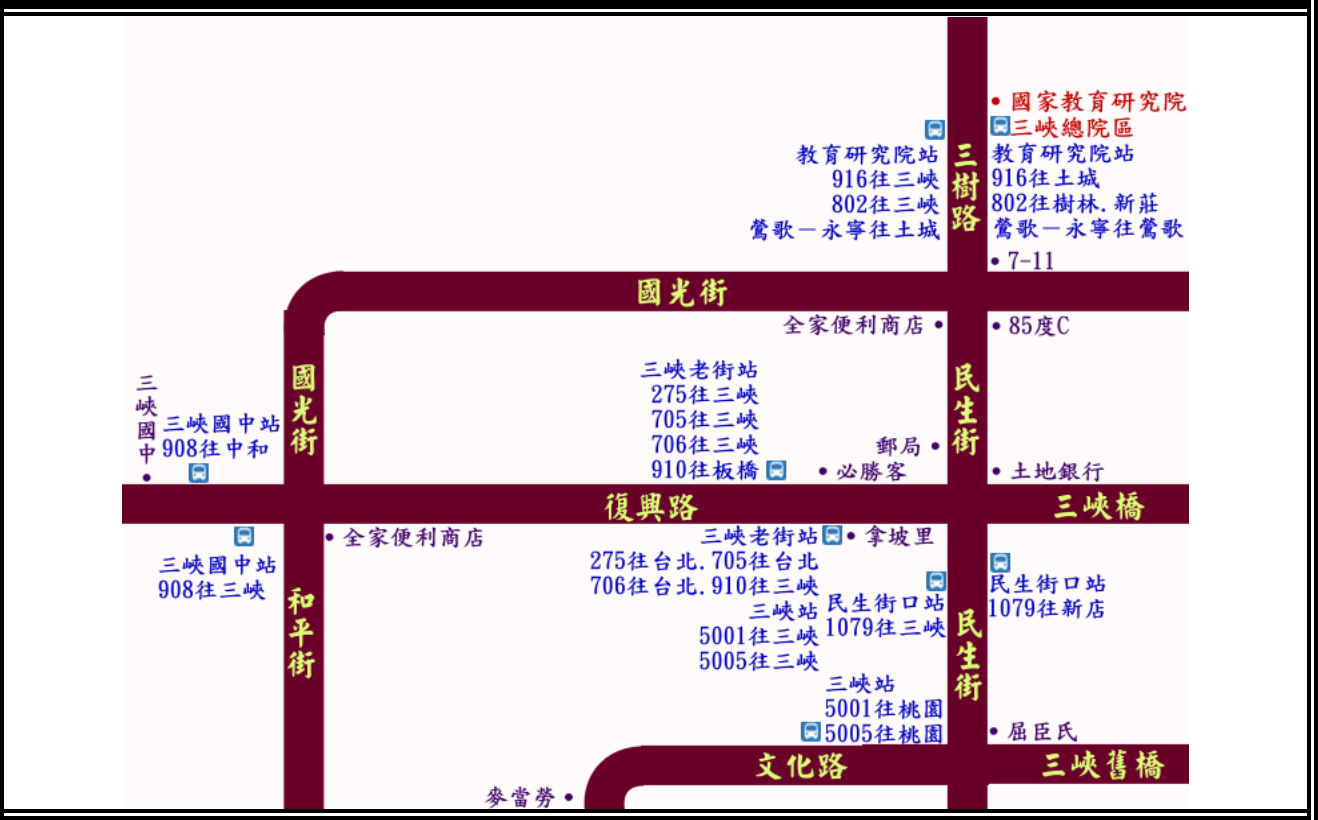 • 國家教育研究院
三峽總院區
教育研究院站
916往三峽
802往三峽
鶯歌－永寧往土城
三樹路
教育研究院站
916往土城
802往樹林.新莊
鶯歌－永寧往鶯歌
• 7-11
國光街
全家便利商店 •
• 85度C
三峽國中 •
三峽國中站
908往中和
國光街
三峽老街站
275往三峽
705往三峽
706往三峽
910往板橋
郵局 •
• 必勝客
民生街
• 土地銀行
復興路
三峽橋
三峽國中站
908往三峽
• 全家便利商店
和平街
三峽老街站
275往台北.705往台北
706往台北.910往三峽
三峽站
5001往三峽
5005往三峽
• 拿坡里
民生街口站
1079往三峽
三峽站
5001往桃園
5005往桃園
民生街
民生街口站
1079往新店
• 屈臣氏
文化路
三峽舊橋
麥當勞 •